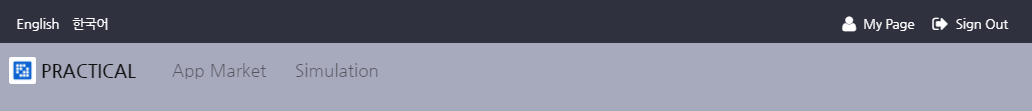 English 한국어 My Page Sign Out
PRACTICAL App Market Simulation